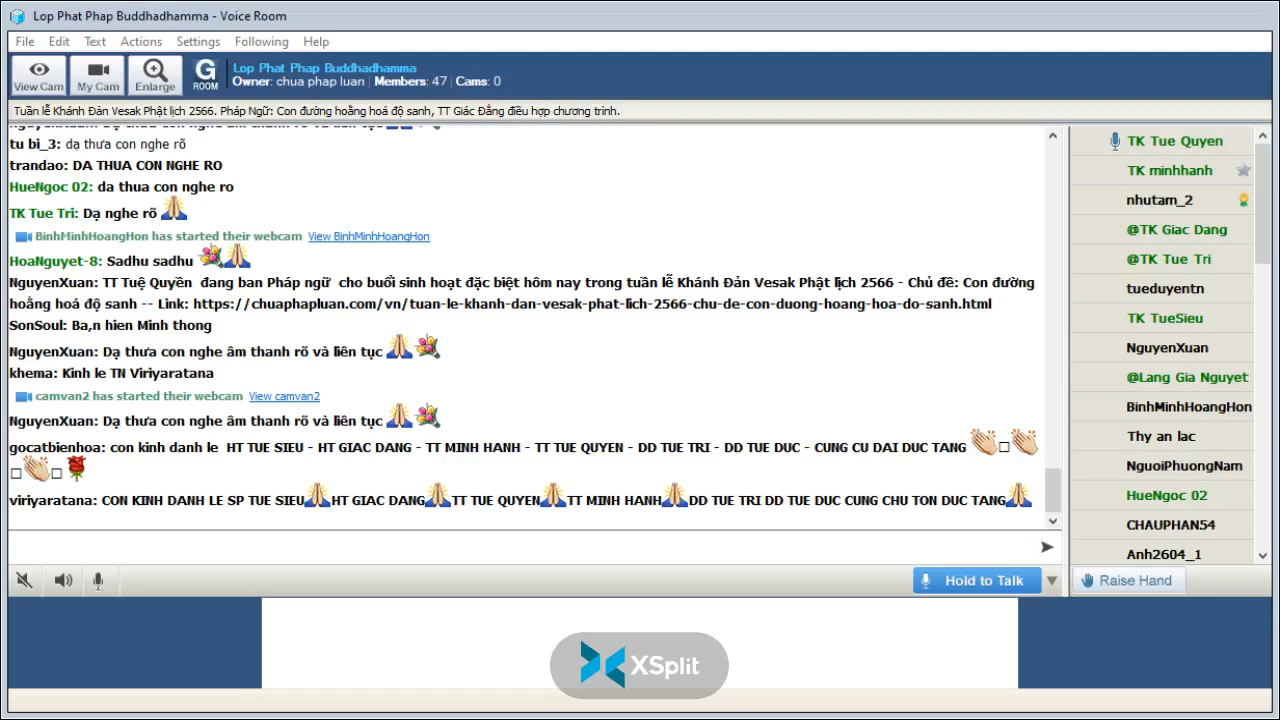 Lop Phat Phap Buddhadhamma - Voice Room
File Edit Text Actions Settings Following Help
View Cam My Cam Enlarge G ROOM
Lop Phat Phap Buddhadhamma
Owner: chua phap luan | Members: 47 | Cams: 0
Tuần lễ Khánh Đản Vesak Phật lịch 2566. Pháp Ngữ: Con đường hoằng hoá độ sanh, TT Giác Đẳng điều hợp chương trình.
tu bi_3: dạ thưa con nghe rõ
trandao: DA THUA CON NGHE RO
HueNgoc 02: da thua con nghe ro
TK Tue Tri: Dạ nghe rõ 🙏
BinhMinhHoangHon has started their webcam View BinhMinhHoangHon
HoaNguyet-8: Sadhu sadhu 💐🙏
NguyenXuan: TT Tuệ Quyền đang ban Pháp ngữ cho buổi sinh hoạt đặc biệt hôm nay trong tuần lễ Khánh Đản Vesak Phật lịch 2566 - Chủ đề: Con đường
hoằng hoá độ sanh -- Link: https://chuaphapluan.com/vn/tuan-le-khanh-dan-vesak-phat-lich-2566-chu-de-con-duong-hoang-hoa-do-sanh.html
SonSoul: Ba,n hien Minh thong
NguyenXuan: Dạ thưa con nghe âm thanh rõ và liên tục 🙏💐
khema: Kinh le TN Viriyaratana
camvan2 has started their webcam View camvan2
NguyenXuan: Dạ thưa con nghe âm thanh rõ và liên tục 🙏💐
gocatbienhoa: con kinh danh le HT TUE SIEU - HT GIAC DANG - TT MINH HANH - TT TUE QUYEN - DD TUE TRI - DD TUE DUC - CUNG CU DAI DUC TANG 👏□👏
□👏□🌹
viriyaratana: CON KINH DANH LE SP TUE SIEU🙏HT GIAC DANG🙏TT TUE QUYEN🙏TT MINH HANH🙏DD TUE TRI DD TUE DUC CUNG CHU TON DUC TANG🙏
Hold to Talk
TK Tue Quyen
TK minhhanh
nhutam_2
@TK Giac Dang
@TK Tue Tri
tueduyentn
TK TueSieu
NguyenXuan
@Lang Gia Nguyet
BinhMinhHoangHon
Thy an lac
NguoiPhuongNam
HueNgoc 02
CHAUPHAN54
Anh2604_1
Raise Hand
XSplit